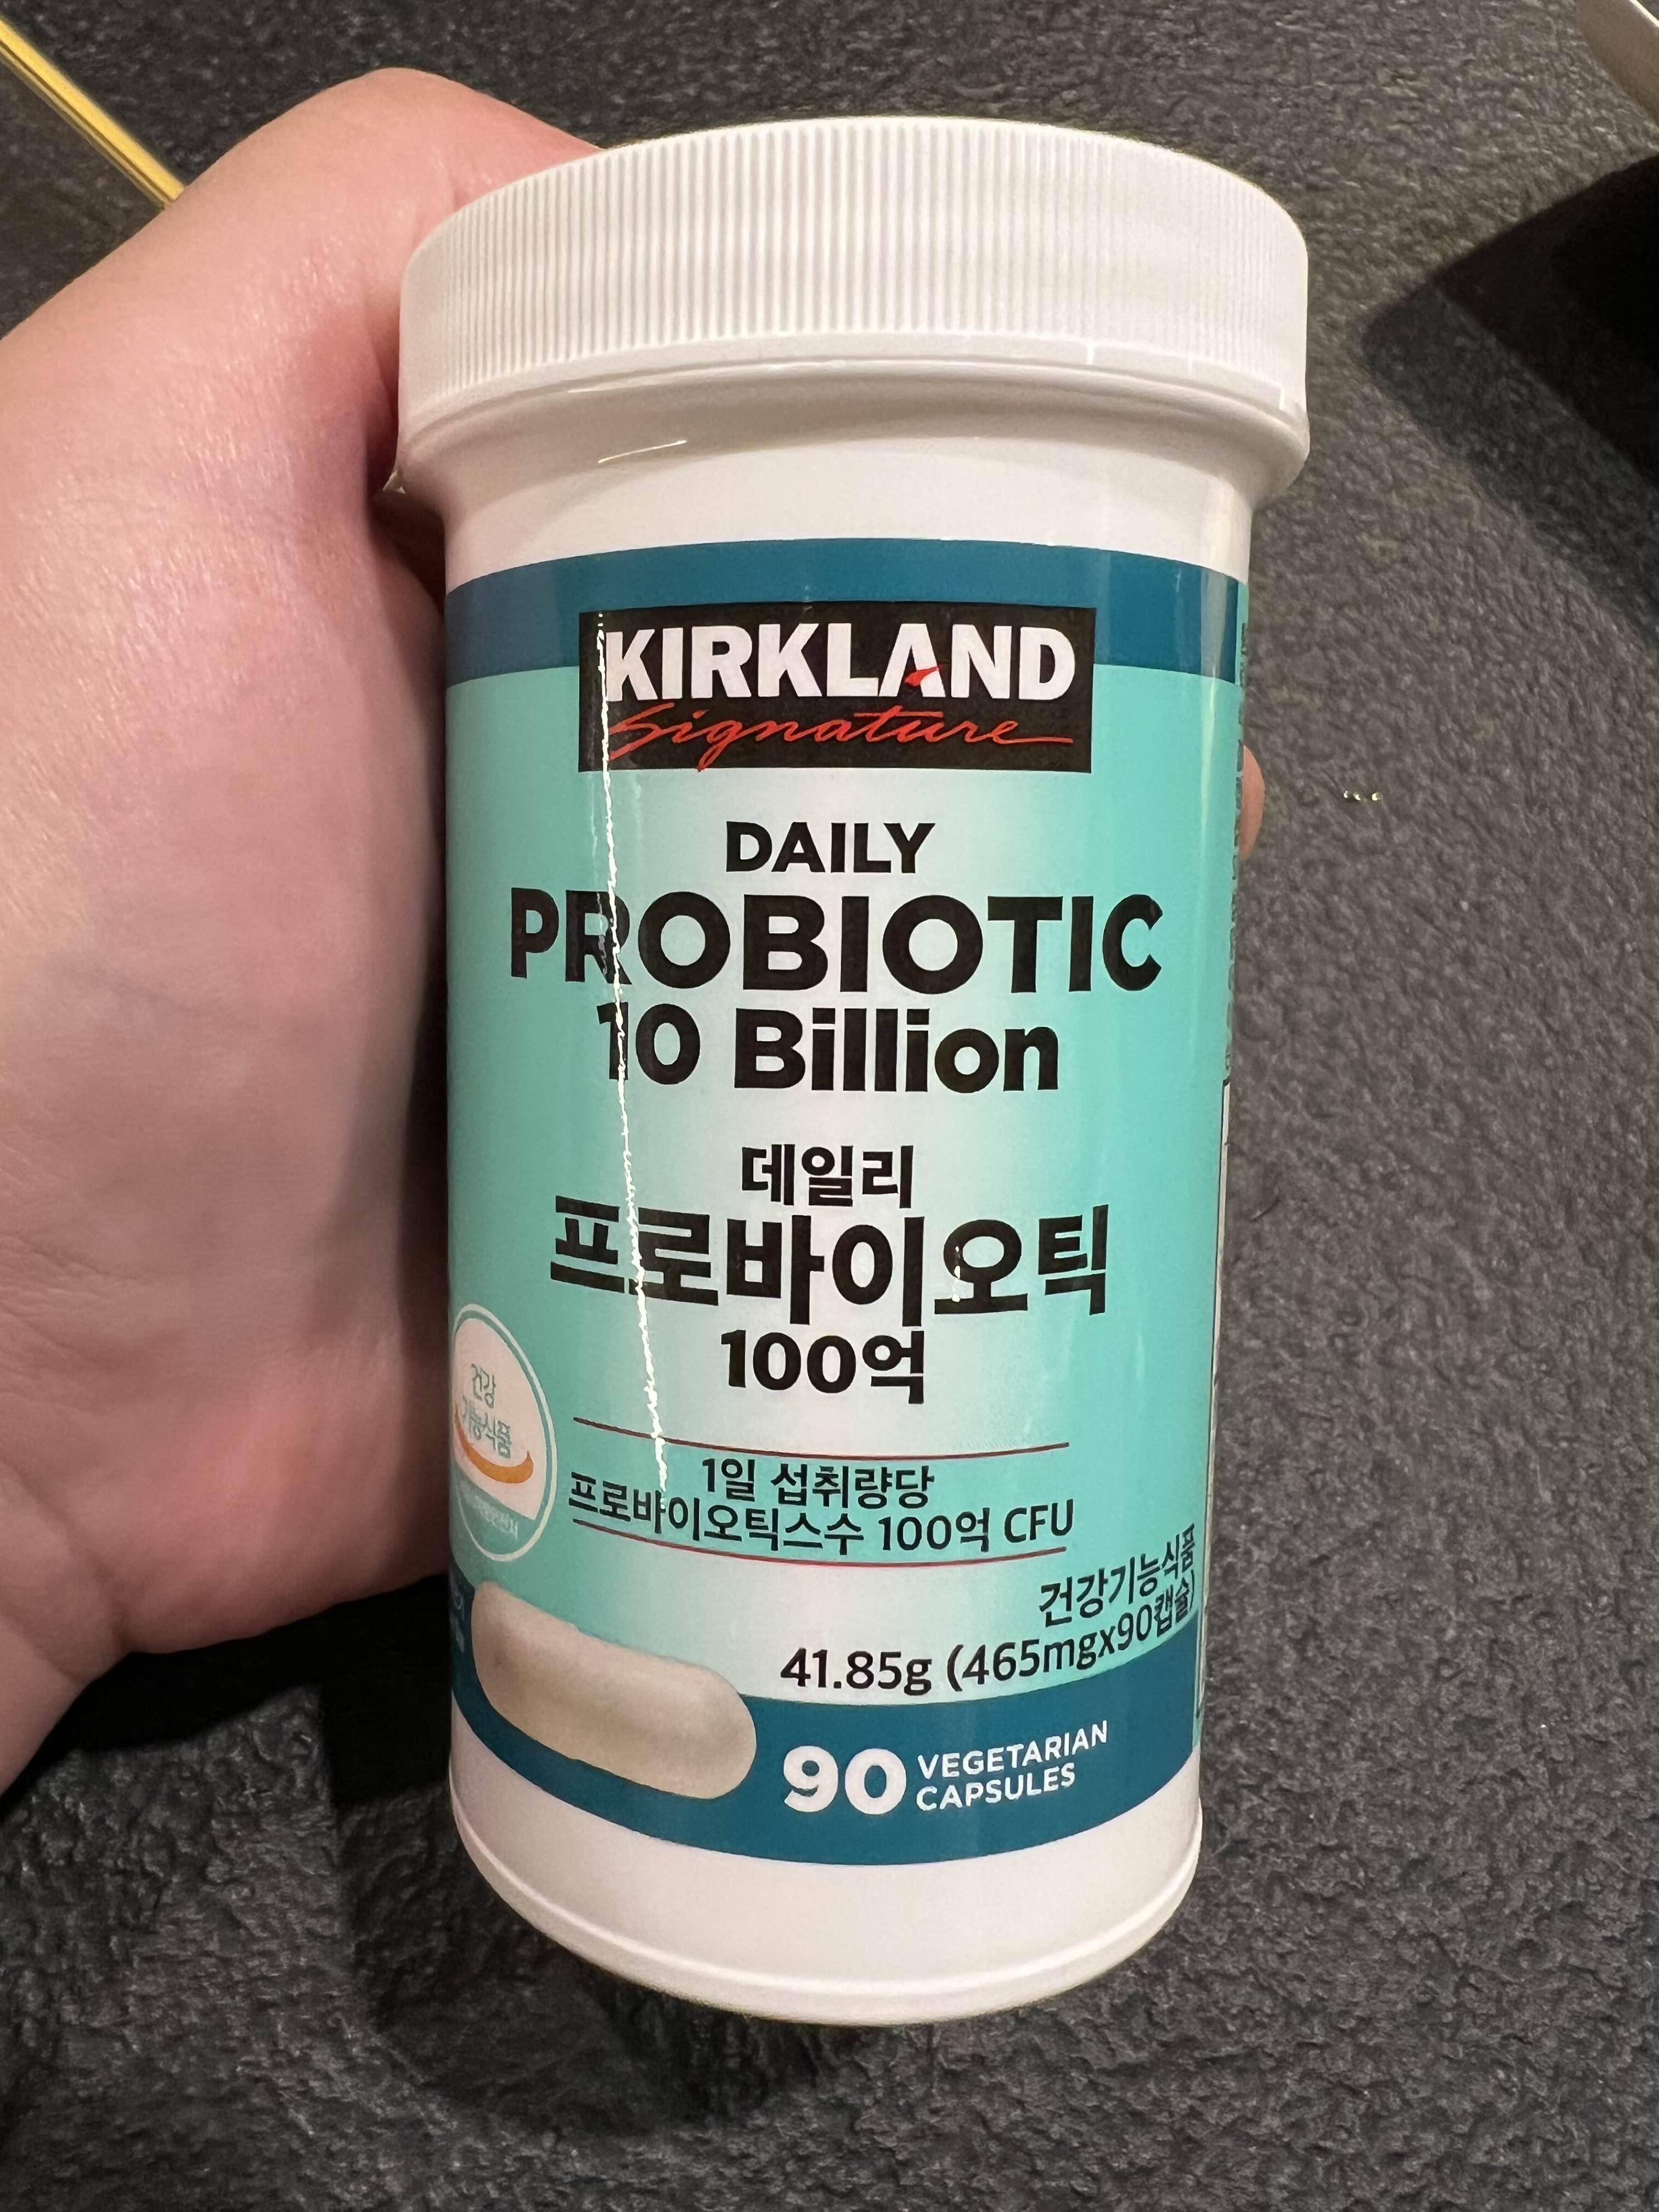 KIRKLAND
Signature
DAILY
PROBIOTIC
10 Billion
데일리
프로바이오틱
100억
건강
기능식품
1일 섭취량당
프로바이오틱스수 100억 CFU
건강기능식품
41.85g (465mgx90캡슐)
90 VEGETARIAN
CAPSULES